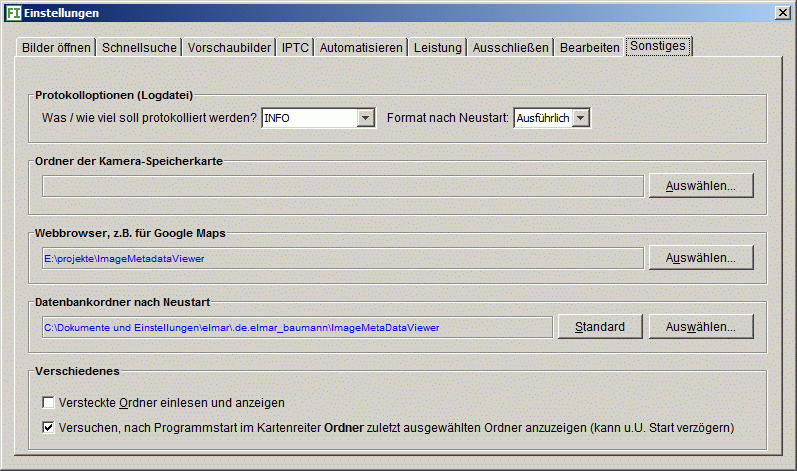 FI Einstellungen
Bilder öffnen Schnellsuche Vorschaubilder IPTC Automatisieren Leistung Ausschließen Bearbeiten Sonstiges
Protokolloptionen (Logdatei)
Was / wie viel soll protokolliert werden? INFO Format nach Neustart: Ausführlich
Ordner der Kamera-Speicherkarte
Auswählen...
Webbrowser, z.B. für Google Maps
E:\projekte\ImageMetadataViewer Auswählen...
Datenbankordner nach Neustart
C:\Dokumente und Einstellungen\elmar\.de.elmar_baumann\ImageMetaDataViewer Standard Auswählen...
Verschiedenes
Versteckte Ordner einlesen und anzeigen
Versuchen, nach Programmstart im Kartenreiter Ordner zuletzt ausgewählten Ordner anzuzeigen (kann u.U. Start verzögern)